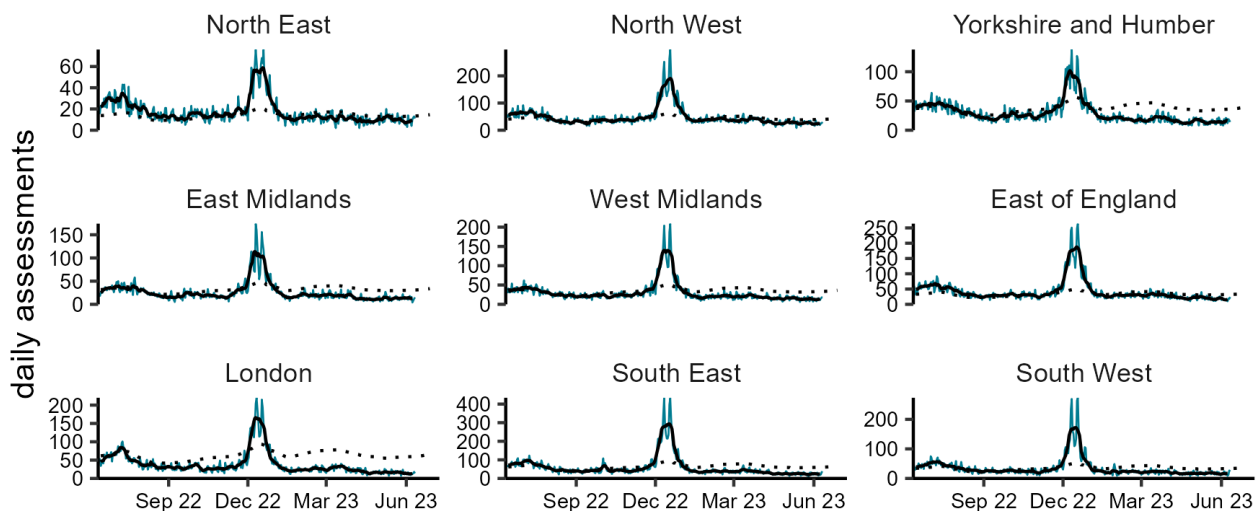 daily assessments
North East
60
40
20
0
North West
200
100
0
Yorkshire and Humber
100
50
0
East Midlands
150
100
50
0
West Midlands
200
150
100
50
0
East of England
250
200
150
100
50
0
London
200
150
100
50
0
Sep 22 Dec 22 Mar 23 Jun 23
South East
400
300
200
100
0
Sep 22 Dec 22 Mar 23 Jun 23
South West
200
100
0
Sep 22 Dec 22 Mar 23 Jun 23